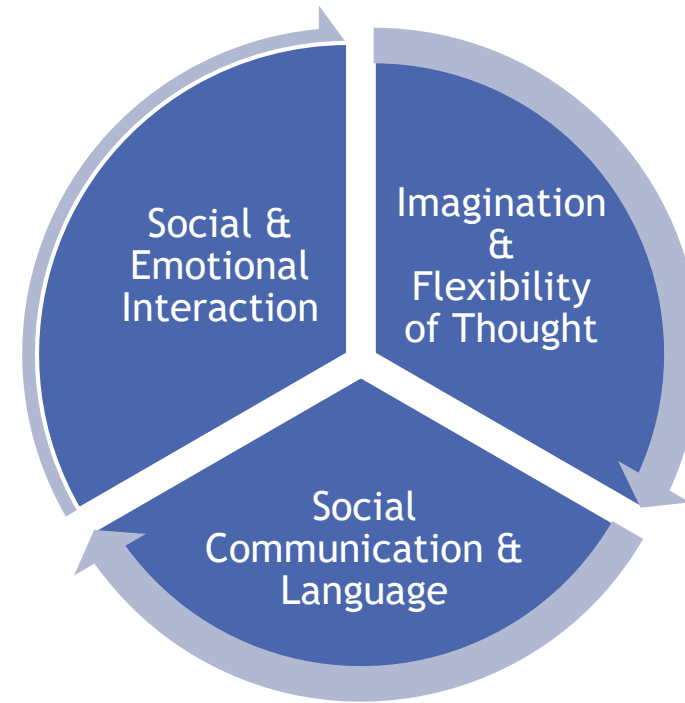 Social &
Emotional
Interaction
Imagination
&
Flexibility
of Thought
Social
Communication &
Language